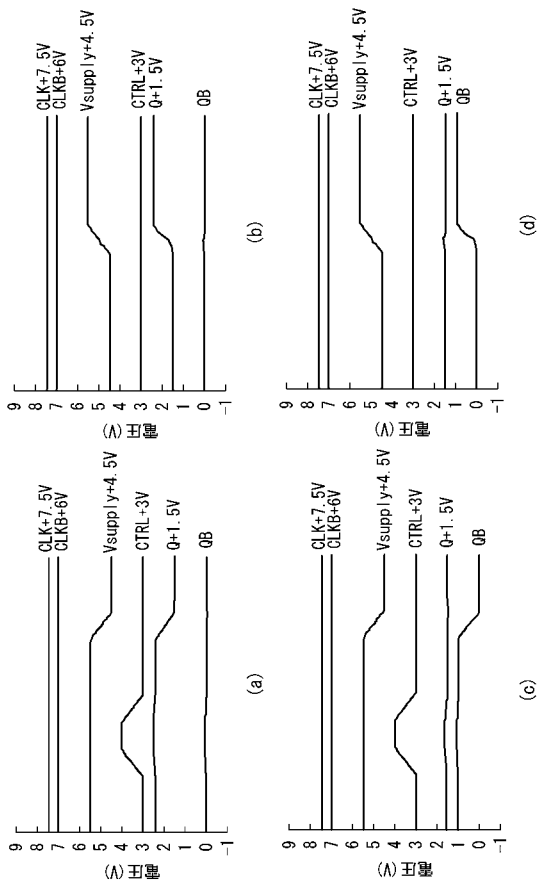 9
8
7
6
5
4
3
2
1
0
-1
電圧(V)
CLK+7.5V
CLKB+6V
Vsupply+4.5V
CTRL+3V
Q+1.5V
QB
(a)
9
8
7
6
5
4
3
2
1
0
-1
電圧(V)
CLK+7.5V
CLKB+6V
Vsupply+4.5V
CTRL+3V
Q+1.5V
QB
(b)
9
8
7
6
5
4
3
2
1
0
-1
電圧(V)
CLK+7.5V
CLKB+6V
Vsupply+4.5V
CTRL+3V
Q+1.5V
QB
(c)
9
8
7
6
5
4
3
2
1
0
-1
電圧(V)
CLK+7.5V
CLKB+6V
Vsupply+4.5V
CTRL+3V
Q+1.5V
QB
(d)